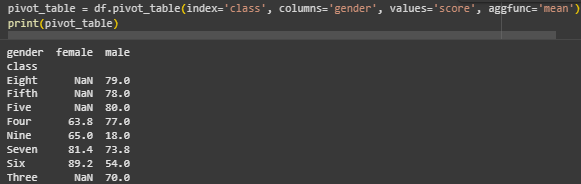 pivot_table = df.pivot_table(index='class', columns='gender', values='score', aggfunc='mean')
print(pivot_table)
gender  female  male
class
Eight      NaN  79.0
Fifth      NaN  78.0
Five       NaN  80.0
Four      63.8  77.0
Nine      65.0  18.0
Seven     81.4  73.8
Six       89.2  54.0
Three      NaN  70.0